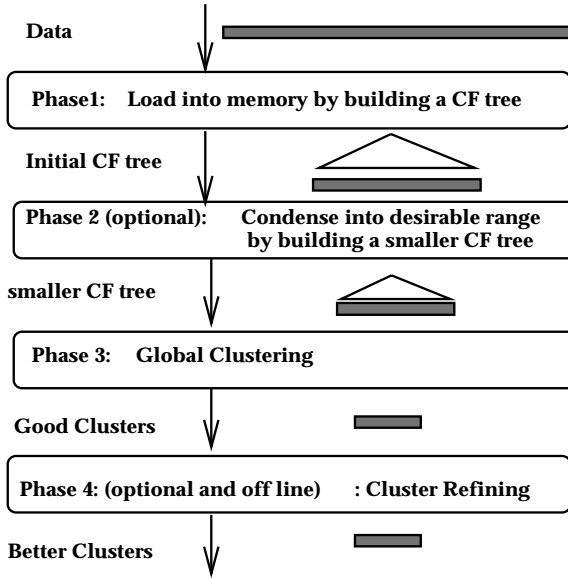 Data
Phase1: Load into memory by building a CF tree
Initial CF tree
Phase 2 (optional): Condense into desirable range
by building a smaller CF tree
smaller CF tree
Phase 3: Global Clustering
Good Clusters
Phase 4: (optional and off line) : Cluster Refining
Better Clusters